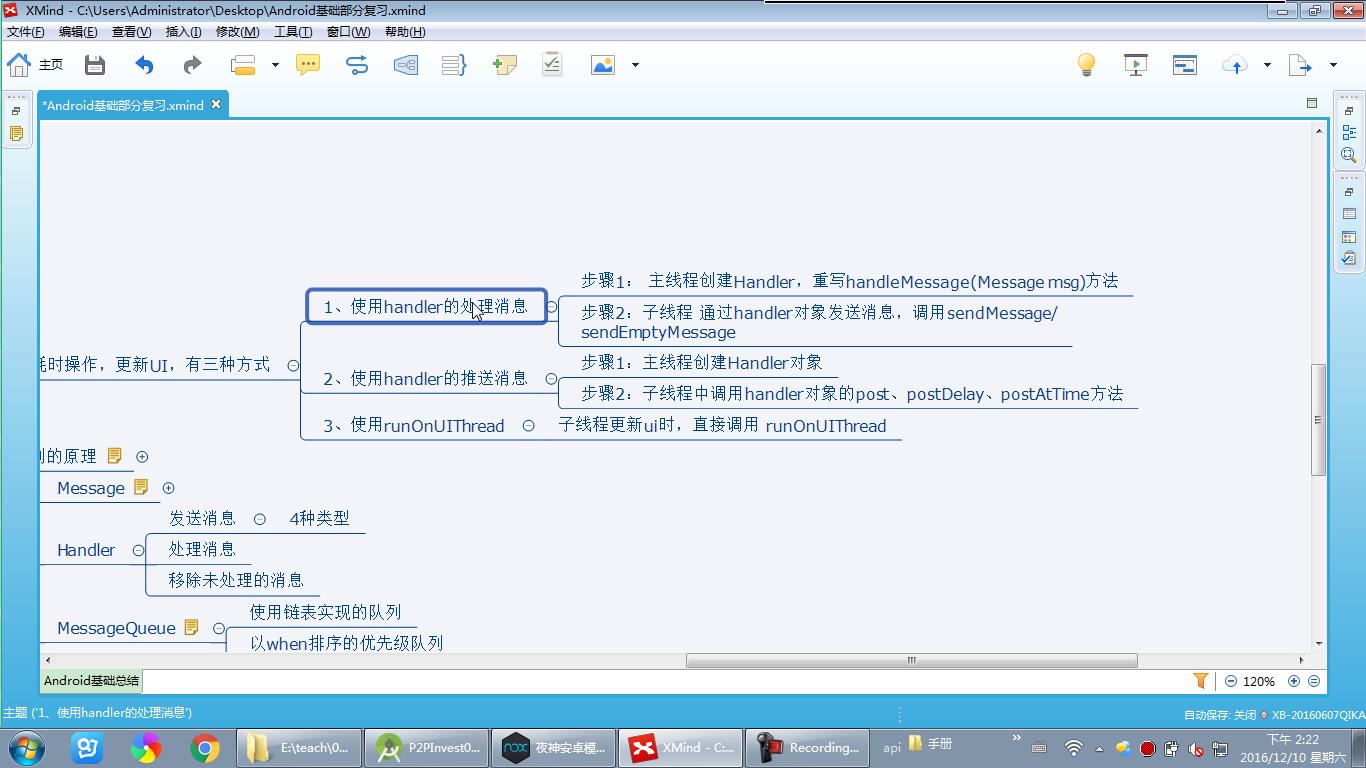 XMind - C:\Users\Administrator\Desktop\Android基础部分复习.xmind
文件(F) 编辑(E) 查看(V) 插入(I) 修改(M) 工具(T) 窗口(W) 帮助(H)
主页
*Android基础部分复习.xmind
步骤1： 主线程创建Handler，重写handleMessage(Message msg)方法
1、使用handler的处理消息
步骤2：子线程 通过handler对象发送消息，调用sendMessage/
sendEmptyMessage
耗时操作，更新UI，有三种方式
步骤1：主线程创建Handler对象
2、使用handler的推送消息
步骤2：子线程中调用handler对象的post、postDelay、postAtTime方法
3、使用runOnUIThread
子线程更新ui时，直接调用 runOnUIThread
的原理
Message
发送消息
4种类型
Handler
处理消息
移除未处理的消息
使用链表实现的队列
MessageQueue
以when排序的优先级队列
Android基础总结
120%
主题 ('1、使用handler的处理消息')
自动保存: 关闭
XB-20160607QIKA
E:\teach\0...
P2PInvest0...
夜神安卓模...
XMind - C:...
Recording...
api
手册
下午 2:22
2016/12/10 星期六